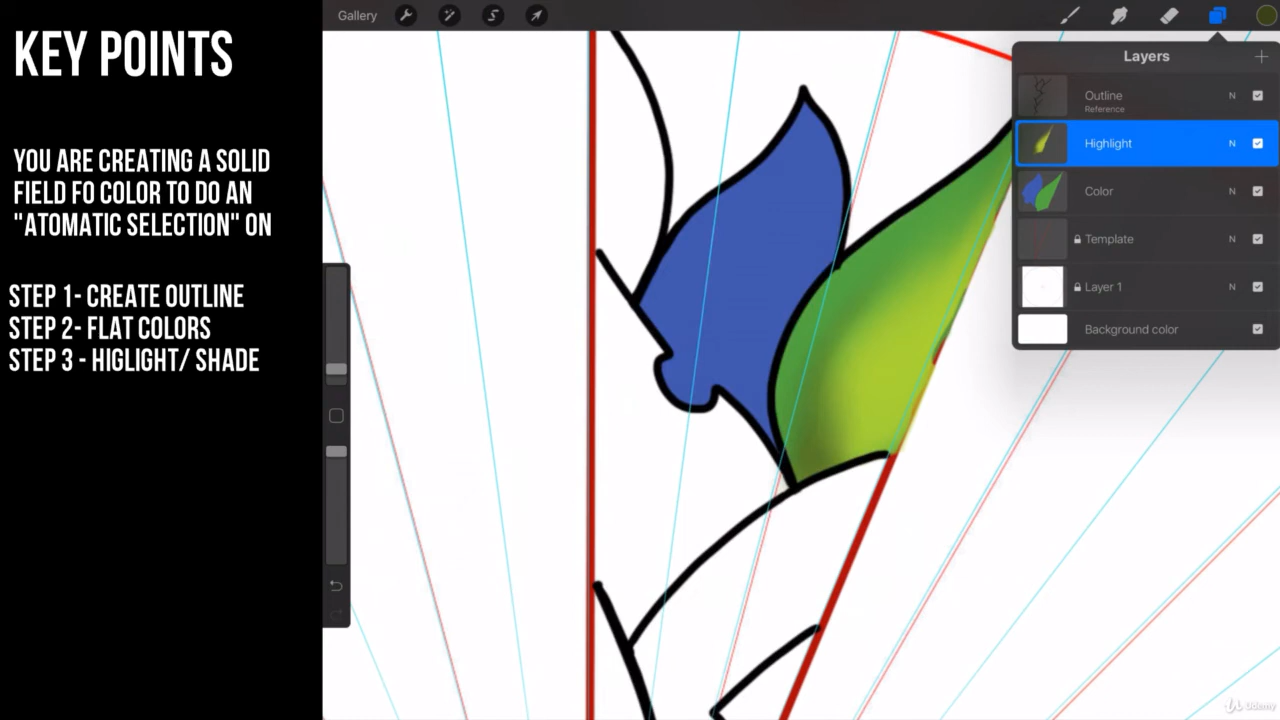 KEY POINTS
YOU ARE CREATING A SOLID
FIELD FO COLOR TO DO AN
"ATOMATIC SELECTION" ON
STEP 1- CREATE OUTLINE
STEP 2- FLAT COLORS
STEP 3 - HIGLIGHT/ SHADE
Gallery
Layers
Outline N
Reference
Highlight N
Color N
Template N
Layer 1 N
Background color
Udemy